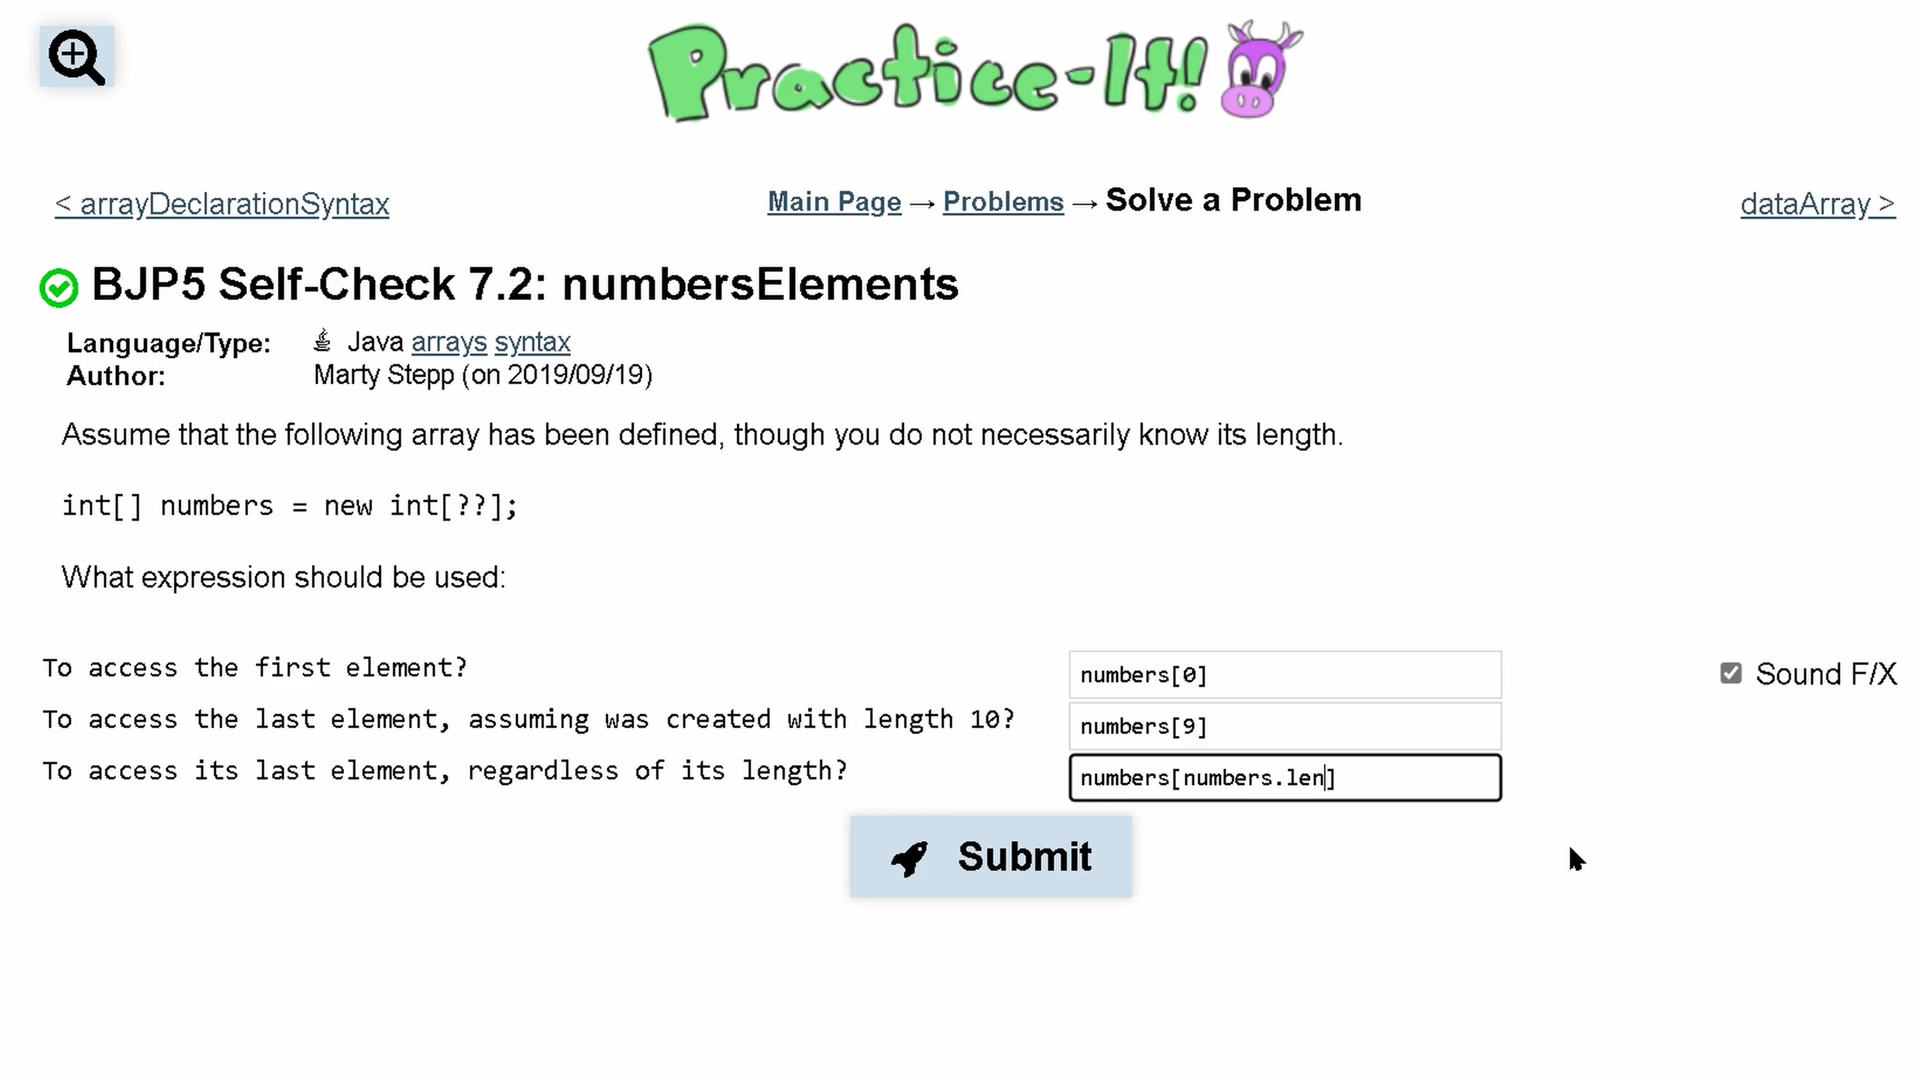 Practice-It!
< arrayDeclarationSyntax
Main Page → Problems → Solve a Problem
dataArray >
BJP5 Self-Check 7.2: numbersElements
Language/Type: Java arrays syntax
Author: Marty Stepp (on 2019/09/19)
Assume that the following array has been defined, though you do not necessarily know its length.
int[] numbers = new int[??];
What expression should be used:
To access the first element? numbers[0]
Sound F/X
To access the last element, assuming was created with length 10? numbers[9]
To access its last element, regardless of its length? numbers[numbers.len]
Submit